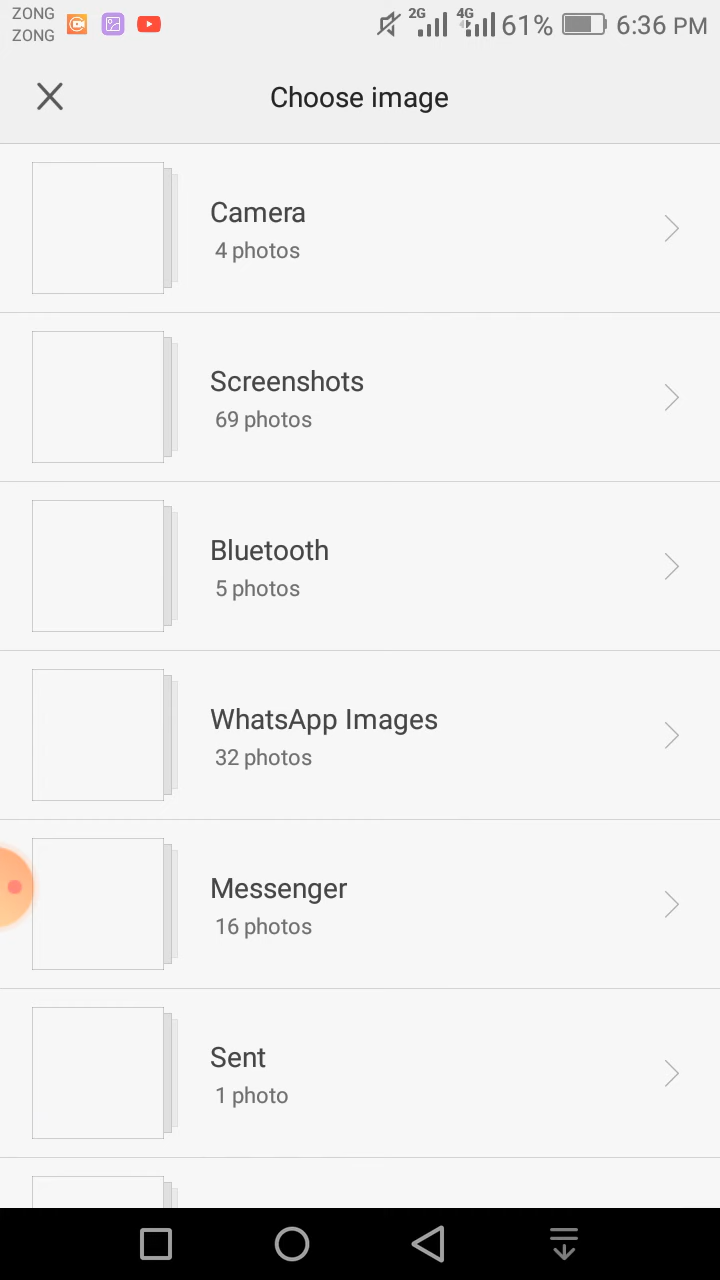 ZONG
ZONG
2G
4G
61%
6:36 PM
Choose image
Camera
4 photos
Screenshots
69 photos
Bluetooth
5 photos
WhatsApp Images
32 photos
Messenger
16 photos
Sent
1 photo